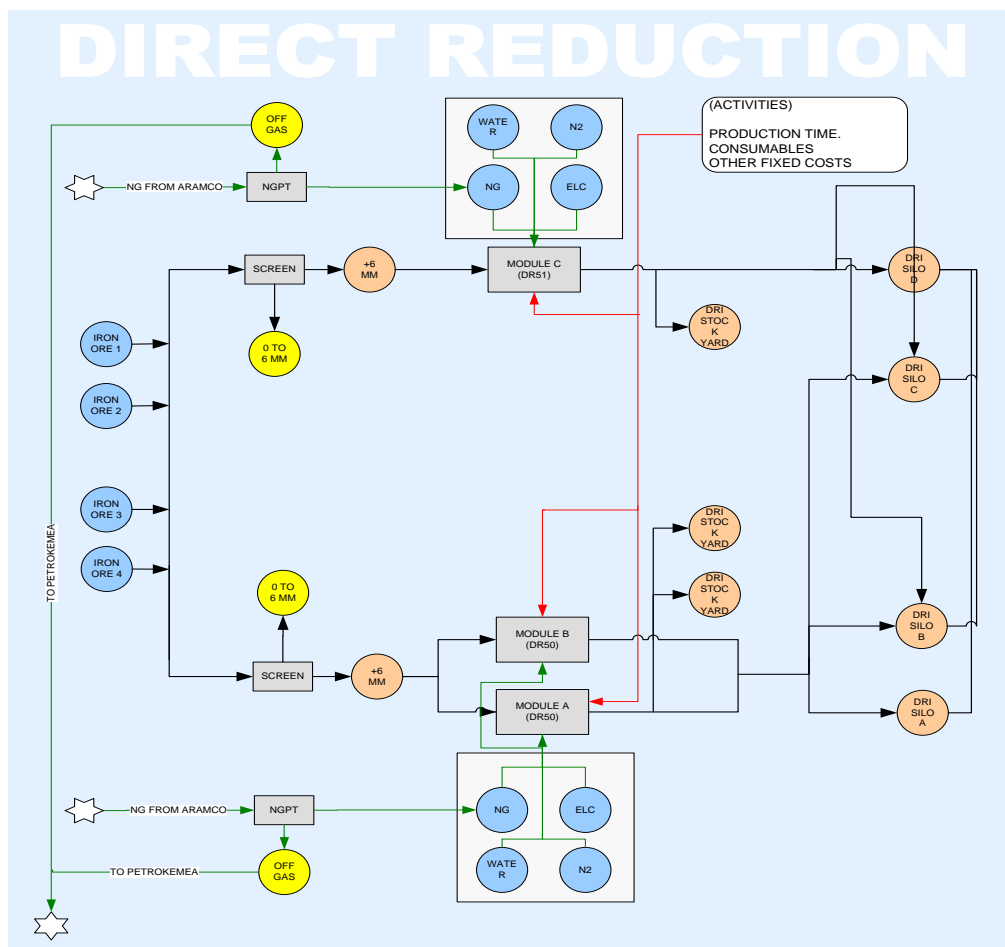 DIRECT REDUCTION
(ACTIVITIES)
PRODUCTION TIME.
CONSUMABLES
OTHER FIXED COSTS
OFF
GAS
WATE
R
N2
NG FROM ARAMCO
NGPT
NG
ELC
SCREEN
+6
MM
MODULE C
(DR51)
DRI
SILO
D
0 TO
6 MM
DRI
STOC
K
YARD
IRON
ORE 1
DRI
SILO
C
IRON
ORE 2
IRON
ORE 3
DRI
STOC
K
YARD
IRON
ORE 4
TO PETROKEMEA
0 TO
6 MM
DRI
STOC
K
YARD
MODULE B
(DR50)
DRI
SILO
B
SCREEN
+6
MM
MODULE A
(DR50)
DRI
SILO
A
NG FROM ARAMCO
NGPT
NG
ELC
TO PETROKEMEA
OFF
GAS
WATE
R
N2